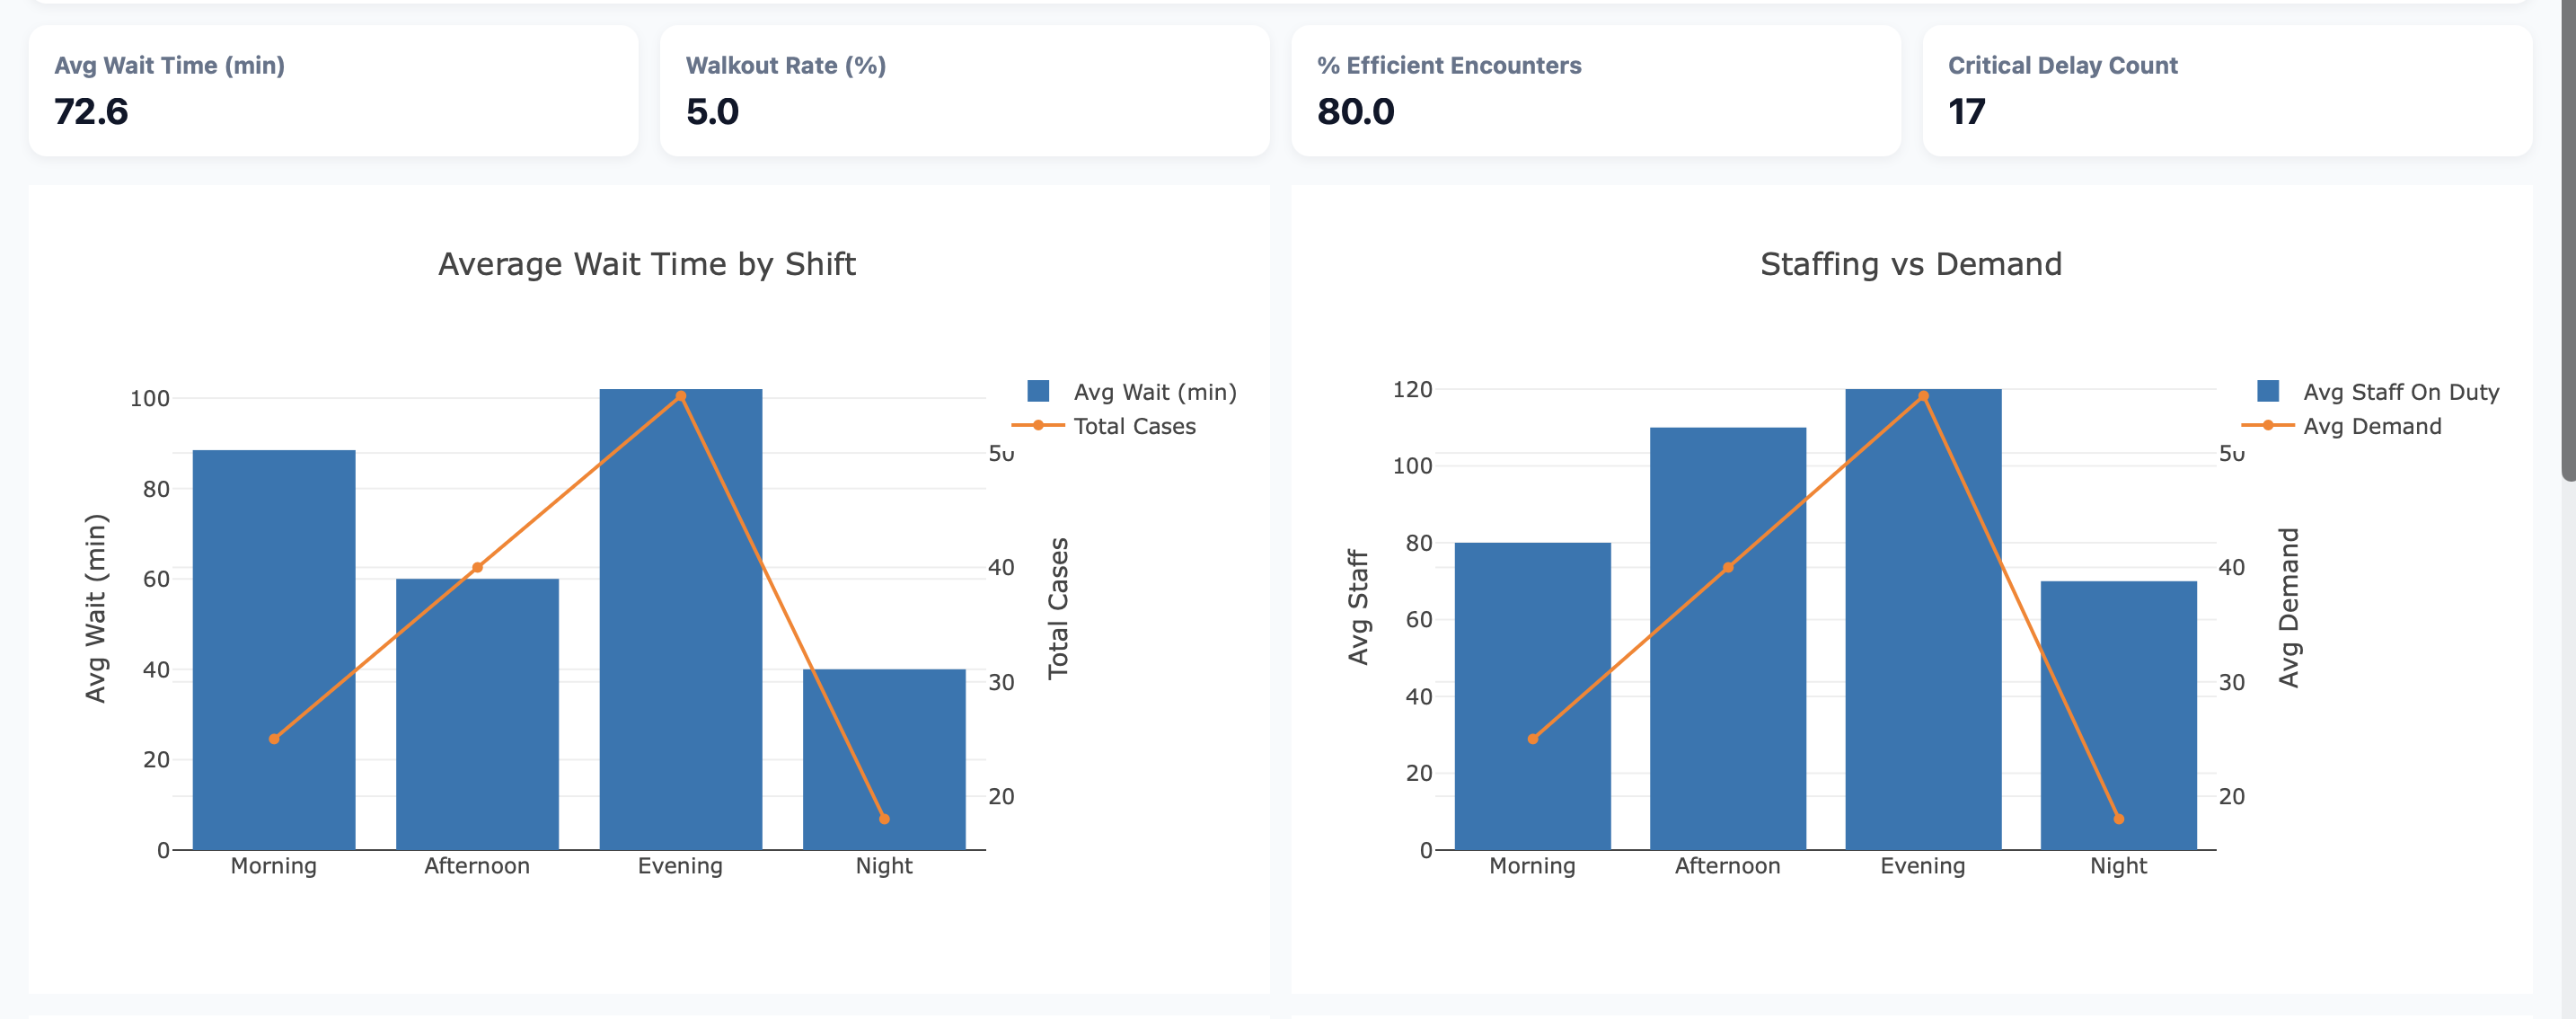 Avg Wait Time (min)
72.6
Walkout Rate (%)
5.0
% Efficient Encounters
80.0
Critical Delay Count
17
Average Wait Time by Shift
Avg Wait (min)
Total Cases
100
80
60
40
20
0
Avg Wait (min)
50
40
30
20
Total Cases
Morning
Afternoon
Evening
Night
Staffing vs Demand
Avg Staff On Duty
Avg Demand
120
100
80
60
40
20
0
Avg Staff
50
40
30
20
Avg Demand
Morning
Afternoon
Evening
Night